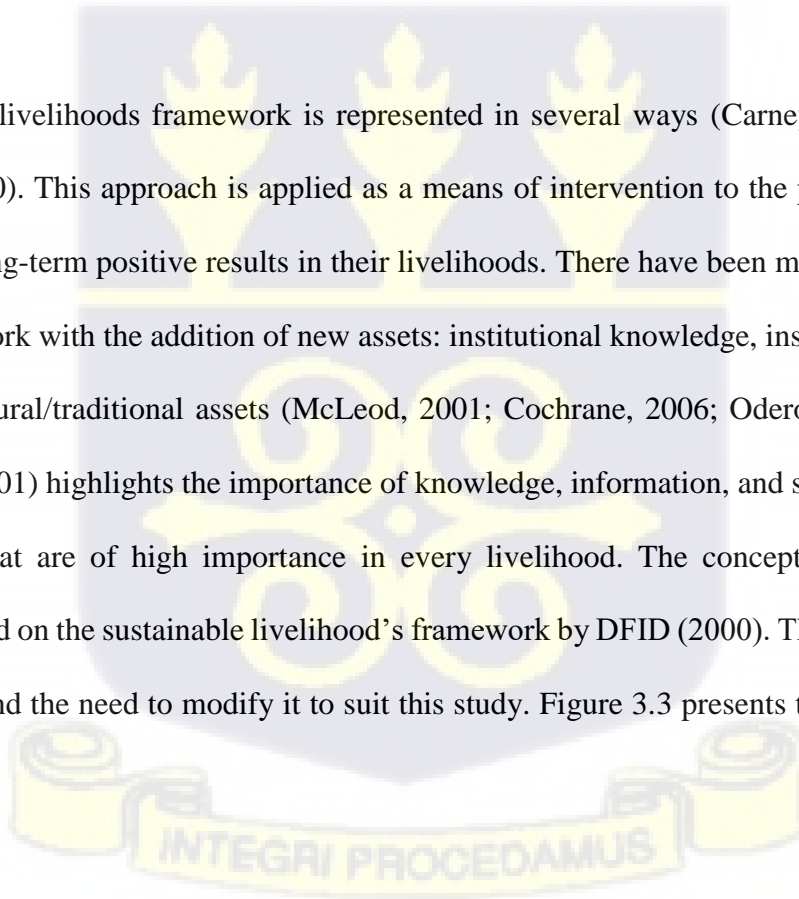 livelihoods framework is represented in several ways (Carne
0). This approach is applied as a means of intervention to the
ng-term positive results in their livelihoods. There have been m
ork with the addition of new assets: institutional knowledge, ins
ural/traditional assets (McLeod, 2001; Cochrane, 2006; Odero
01) highlights the importance of knowledge, information, and s
at are of high importance in every livelihood. The concept
d on the sustainable livelihood’s framework by DFID (2000). T
nd the need to modify it to suit this study. Figure 3.3 presents t
INTEGRI PROCEDAMUS